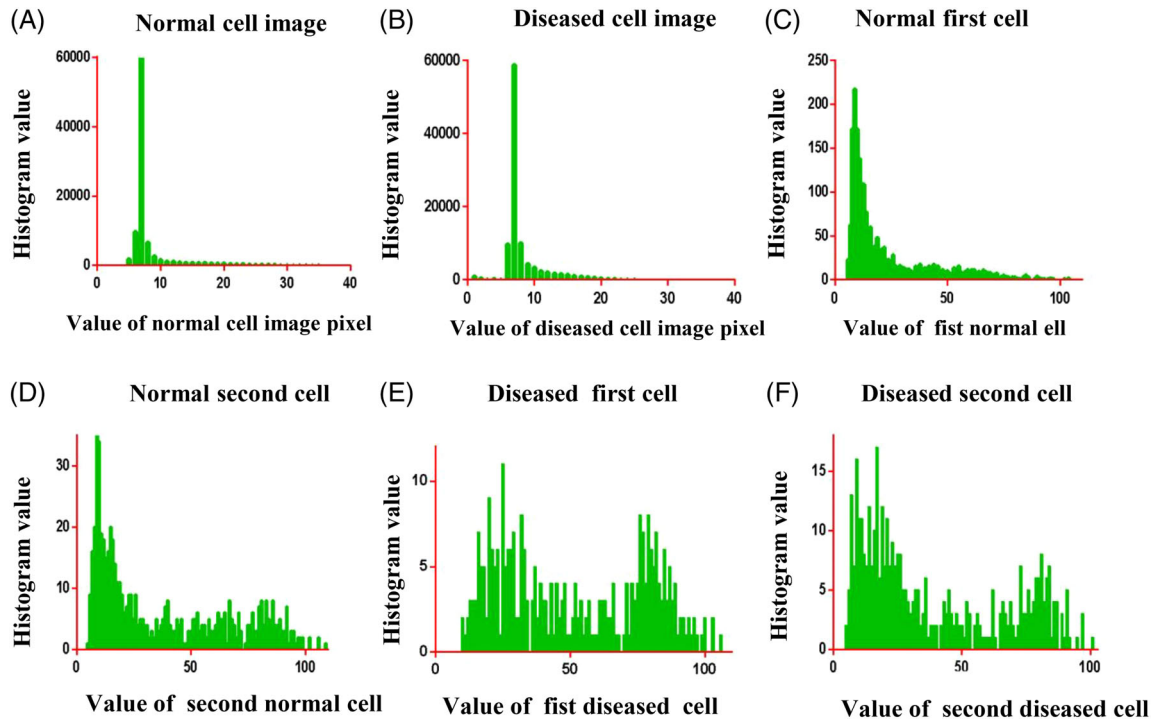 (A) Normal cell image
Histogram value
60000
40000
20000
0
0 10 20 30 40
Value of normal cell image pixel
(B) Diseased cell image
Histogram value
60000
40000
20000
0
0 10 20 30 40
Value of diseased cell image pixel
(C) Normal first cell
Histogram value
250
200
150
100
50
0
0 50 100
Value of fist normal ell
(D) Normal second cell
Histogram value
30
20
10
0
0 50 100
Value of second normal cell
(E) Diseased first cell
Histogram value
10
5
0
0 50 100
Value of fist diseased cell
(F) Diseased second cell
Histogram value
15
10
5
0
0 50 100
Value of second diseased cell